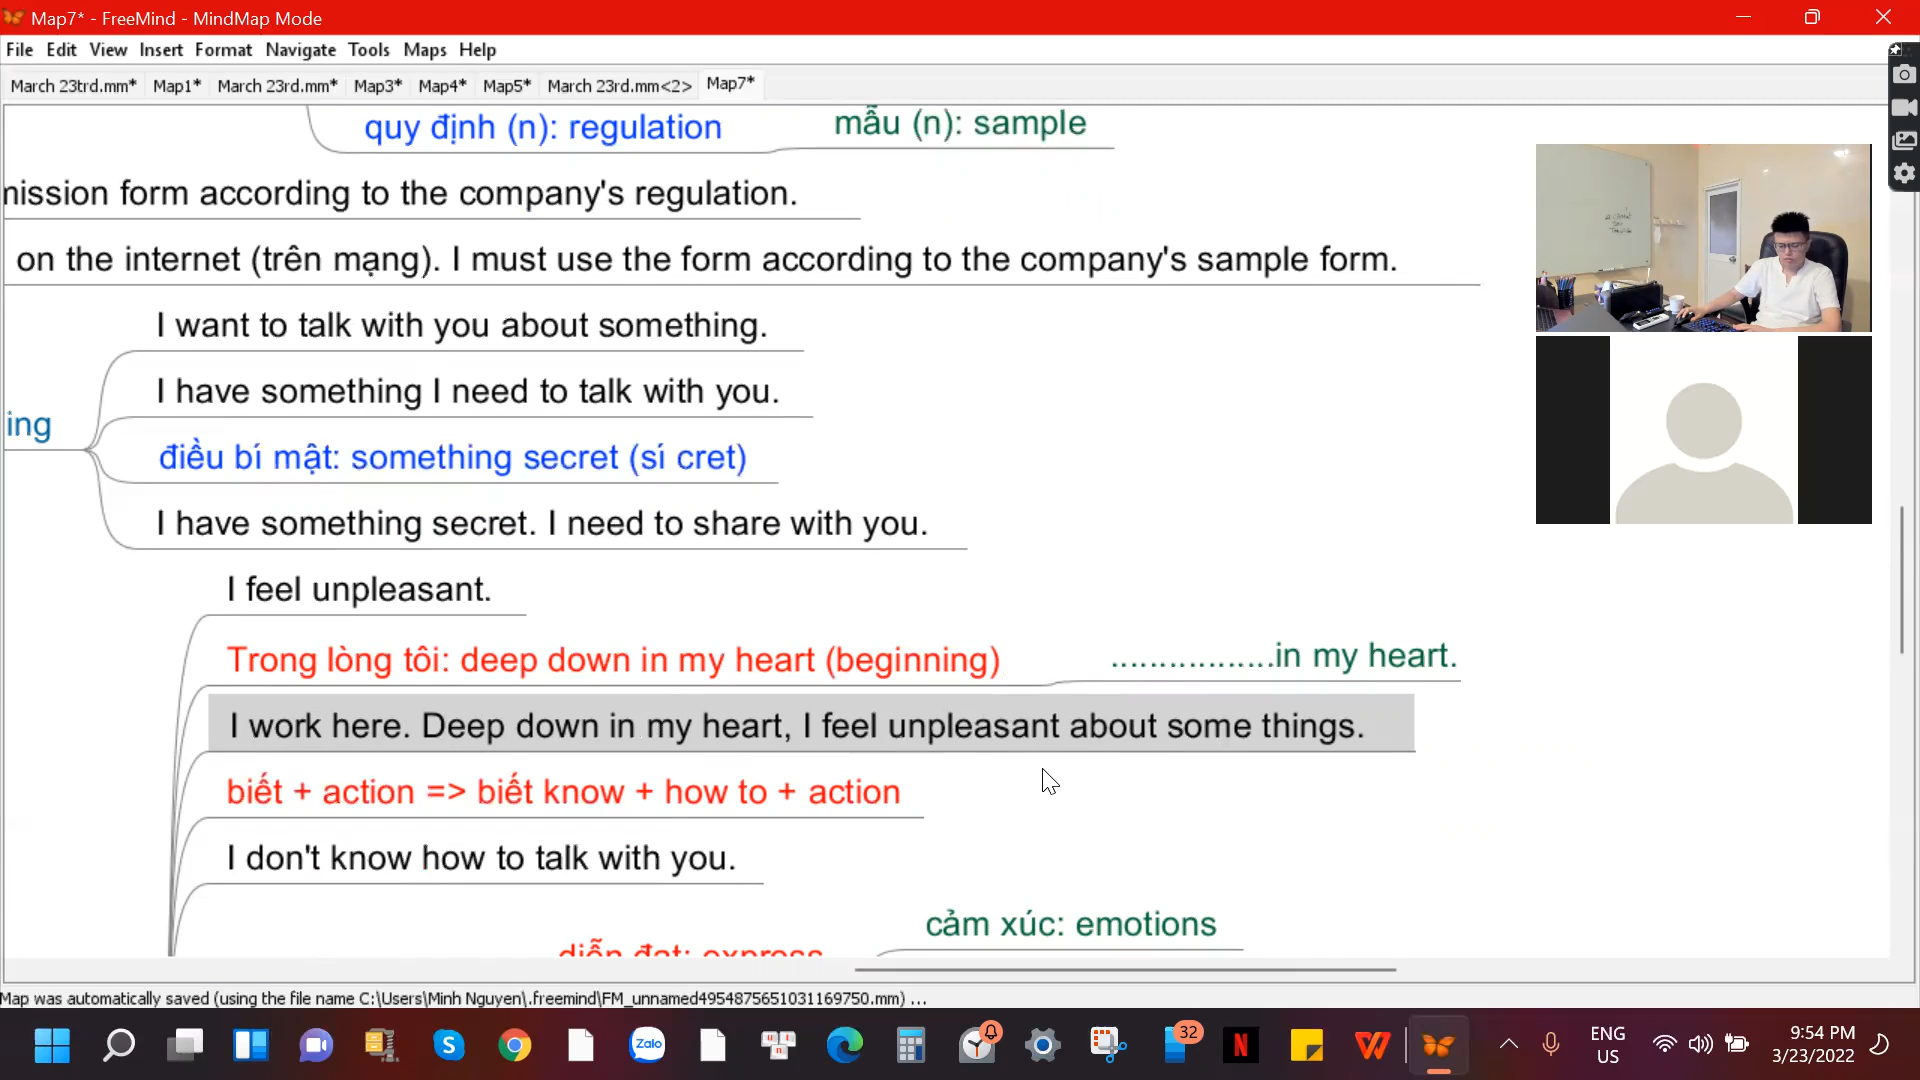 Map7* - FreeMind - MindMap Mode
File Edit View Insert Format Navigate Tools Maps Help
March 23trd.mm* Map1* March 23rd.mm* Map3* Map4* Map5* March 23rd.mm<2> Map7*
quy định (n): regulation mẫu (n): sample
mission form according to the company's regulation.
on the internet (trên mạng). I must use the form according to the company's sample form.
I want to talk with you about something.
I have something I need to talk with you.
ing
điều bí mật: something secret (sí cret)
I have something secret. I need to share with you.
I feel unpleasant.
Trong lòng tôi: deep down in my heart (beginning) .................in my heart.
I work here. Deep down in my heart, I feel unpleasant about some things.
biết + action => biết know + how to + action
I don't know how to talk with you.
cảm xúc: emotions
diễn đạt: express
Map was automatically saved (using the file name C:\Users\Minh Nguyen\.freemind\FM_unnamed4954875651031169750.mm) ...
Zalo
32
ENG
US
9:54 PM
3/23/2022